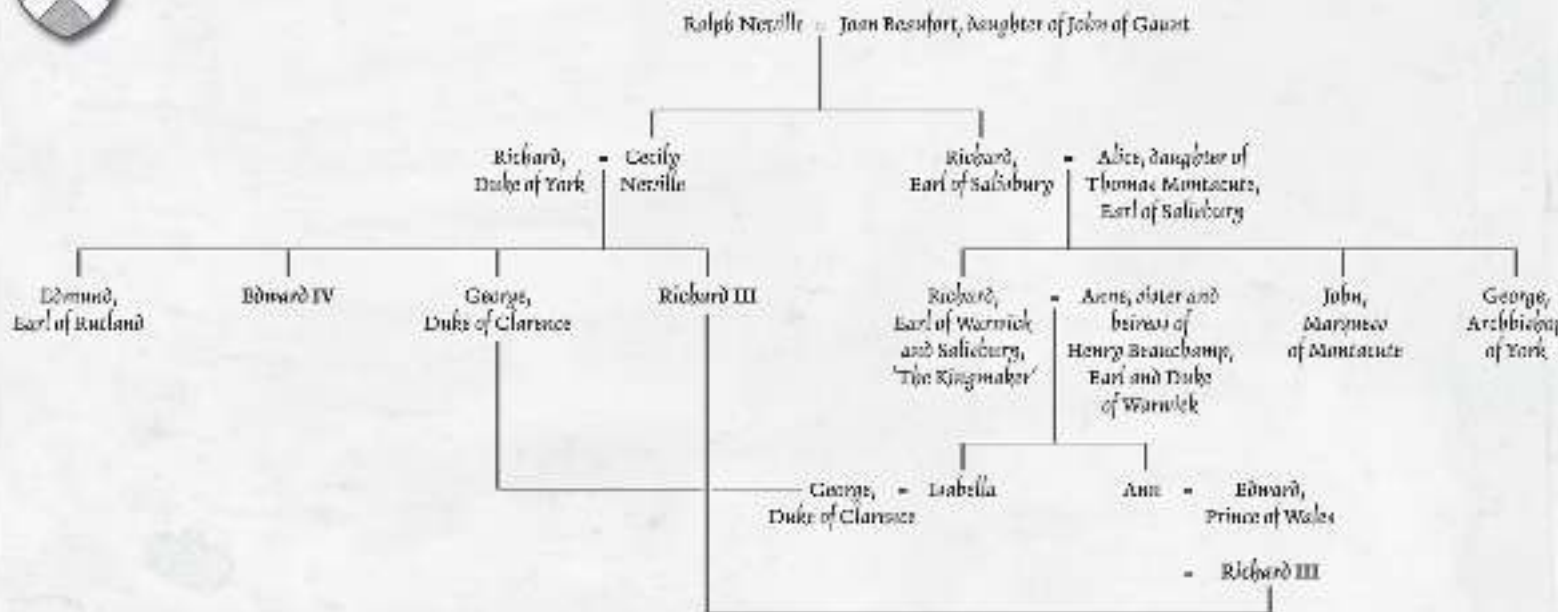 Ralph Neville = Joan Beaufort, daughter of John of Gaunt
Richard, = Cecily
Duke of York Neville
Richard, = Alice, daughter of
Earl of Salisbury Thomas Montacute,
Earl of Salisbury
Edmund,
Earl of Rutland
Edward IV
George,
Duke of Clarence
Richard III
Richard, = Anne, sister and
Earl of Warwick heiress of
and Salisbury, Henry Beauchamp,
'The Kingmaker' Earl and Duke
of Warwick
John,
Marquess
of Montacute
George,
Archbishop
of York
George, = Isabella
Duke of Clarence
Ann = Edward,
Prince of Wales
= Richard III